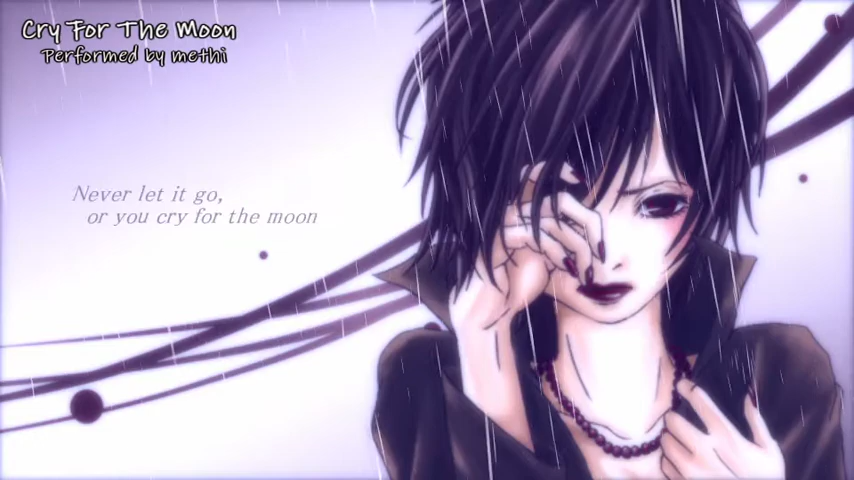 Cry For The Moon
Performed by methi
Never let it go,
or you cry for the moon